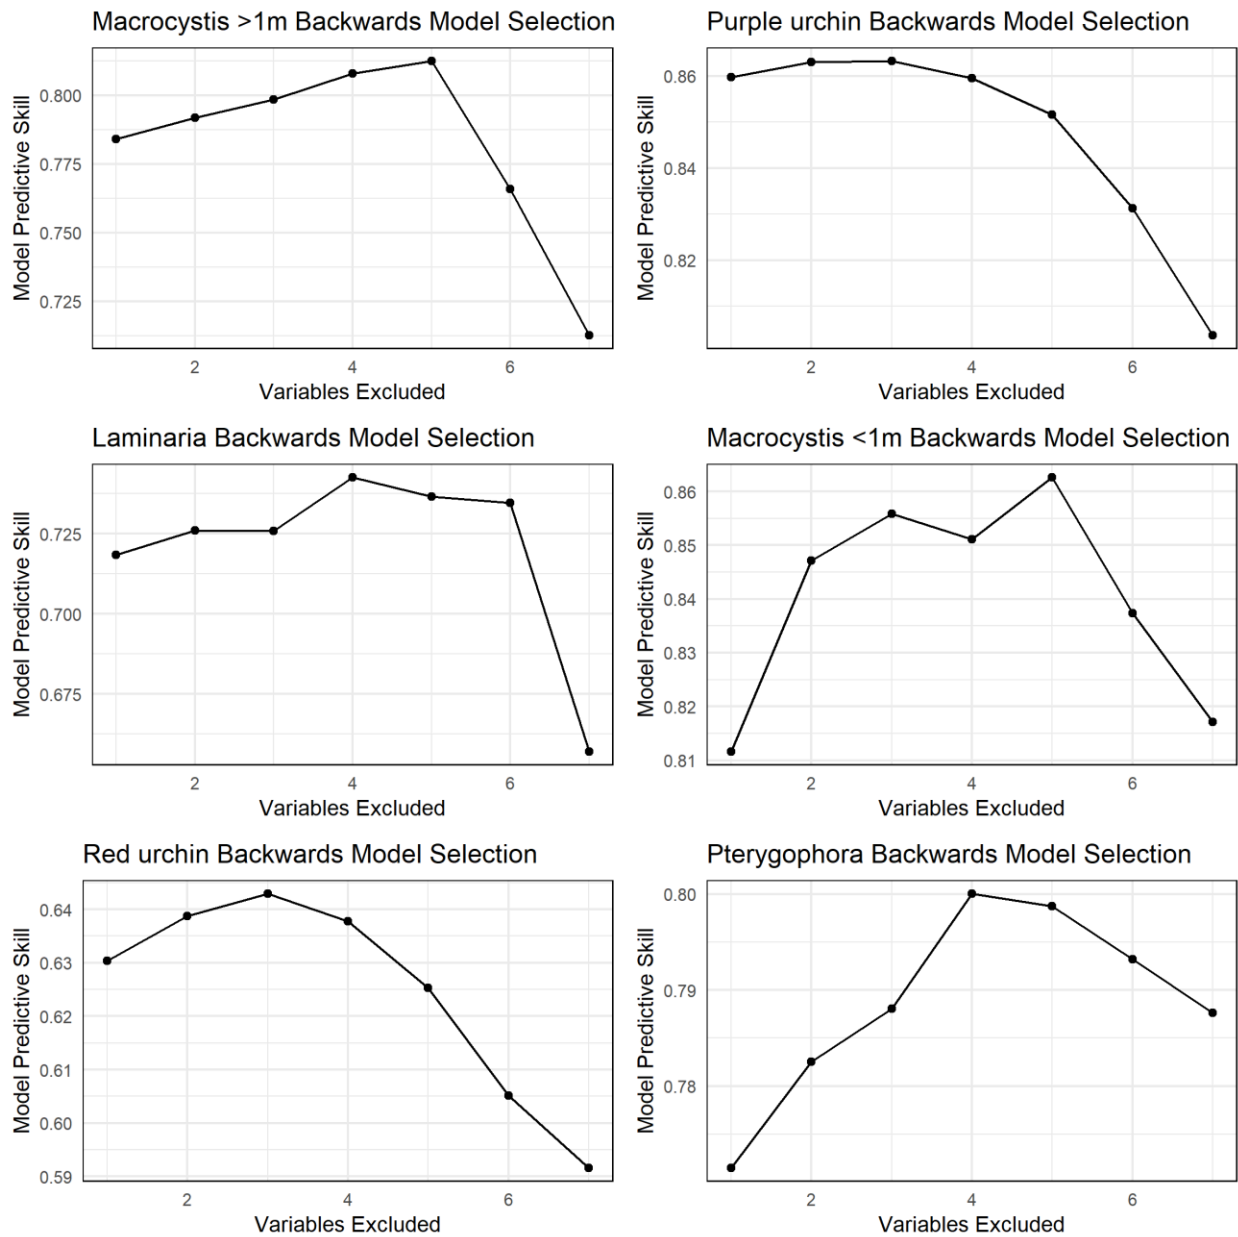 Macrocystis >1m Backwards Model Selection
Model Predictive Skill
0.800
0.775
0.750
0.725
2 4 6
Variables Excluded
Purple urchin Backwards Model Selection
Model Predictive Skill
0.86
0.84
0.82
2 4 6
Variables Excluded
Laminaria Backwards Model Selection
Model Predictive Skill
0.725
0.700
0.675
2 4 6
Variables Excluded
Macrocystis <1m Backwards Model Selection
Model Predictive Skill
0.86
0.85
0.84
0.83
0.82
0.81
2 4 6
Variables Excluded
Red urchin Backwards Model Selection
Model Predictive Skill
0.64
0.63
0.62
0.61
0.60
0.59
2 4 6
Variables Excluded
Pterygophora Backwards Model Selection
Model Predictive Skill
0.80
0.79
0.78
2 4 6
Variables Excluded